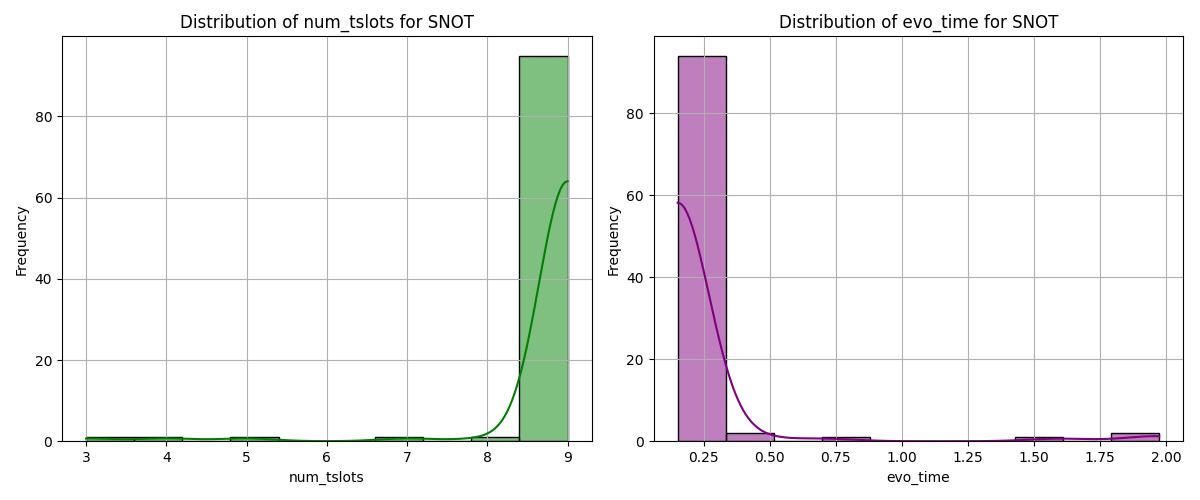 Distribution of num_tslots for SNOT
Frequency
80
60
40
20
0
3 4 5 6 7 8 9
num_tslots
Distribution of evo_time for SNOT
Frequency
80
60
40
20
0
0.25 0.50 0.75 1.00 1.25 1.50 1.75 2.00
evo_time